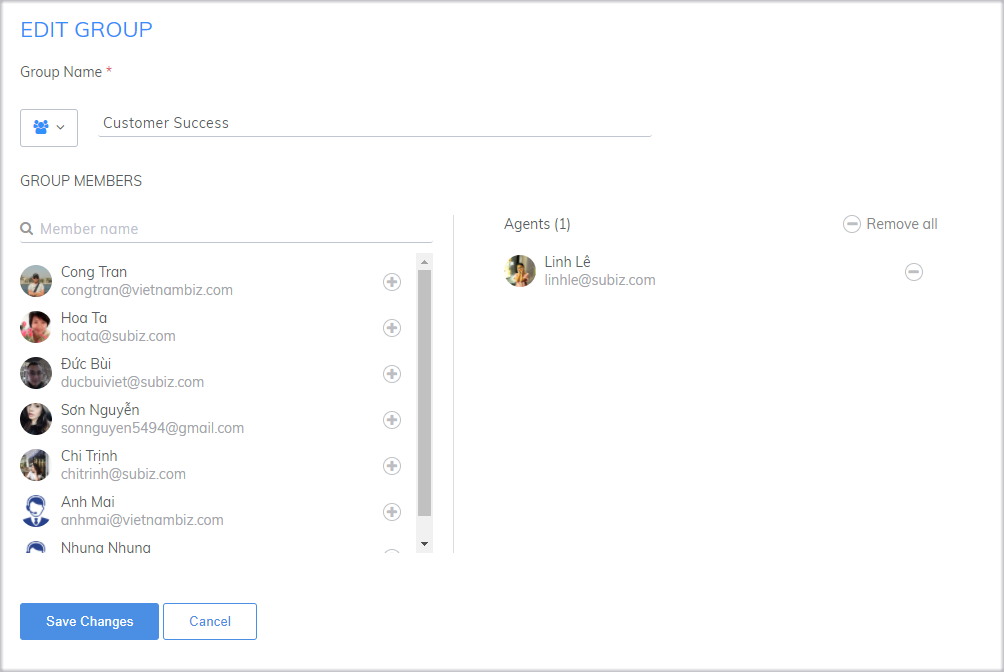 EDIT GROUP
Group Name *
Customer Success
GROUP MEMBERS
Member name
Cong Tran
congtran@vietnambiz.com
Hoa Ta
hoata@subiz.com
Đức Bùi
ducbuiviet@subiz.com
Sơn Nguyễn
sonnguyen5494@gmail.com
Chi Trịnh
chitrinh@subiz.com
Anh Mai
anhmai@vietnambiz.com
Nhung Nhung
Agents (1)
Remove all
Linh Lê
linhle@subiz.com
Save Changes
Cancel